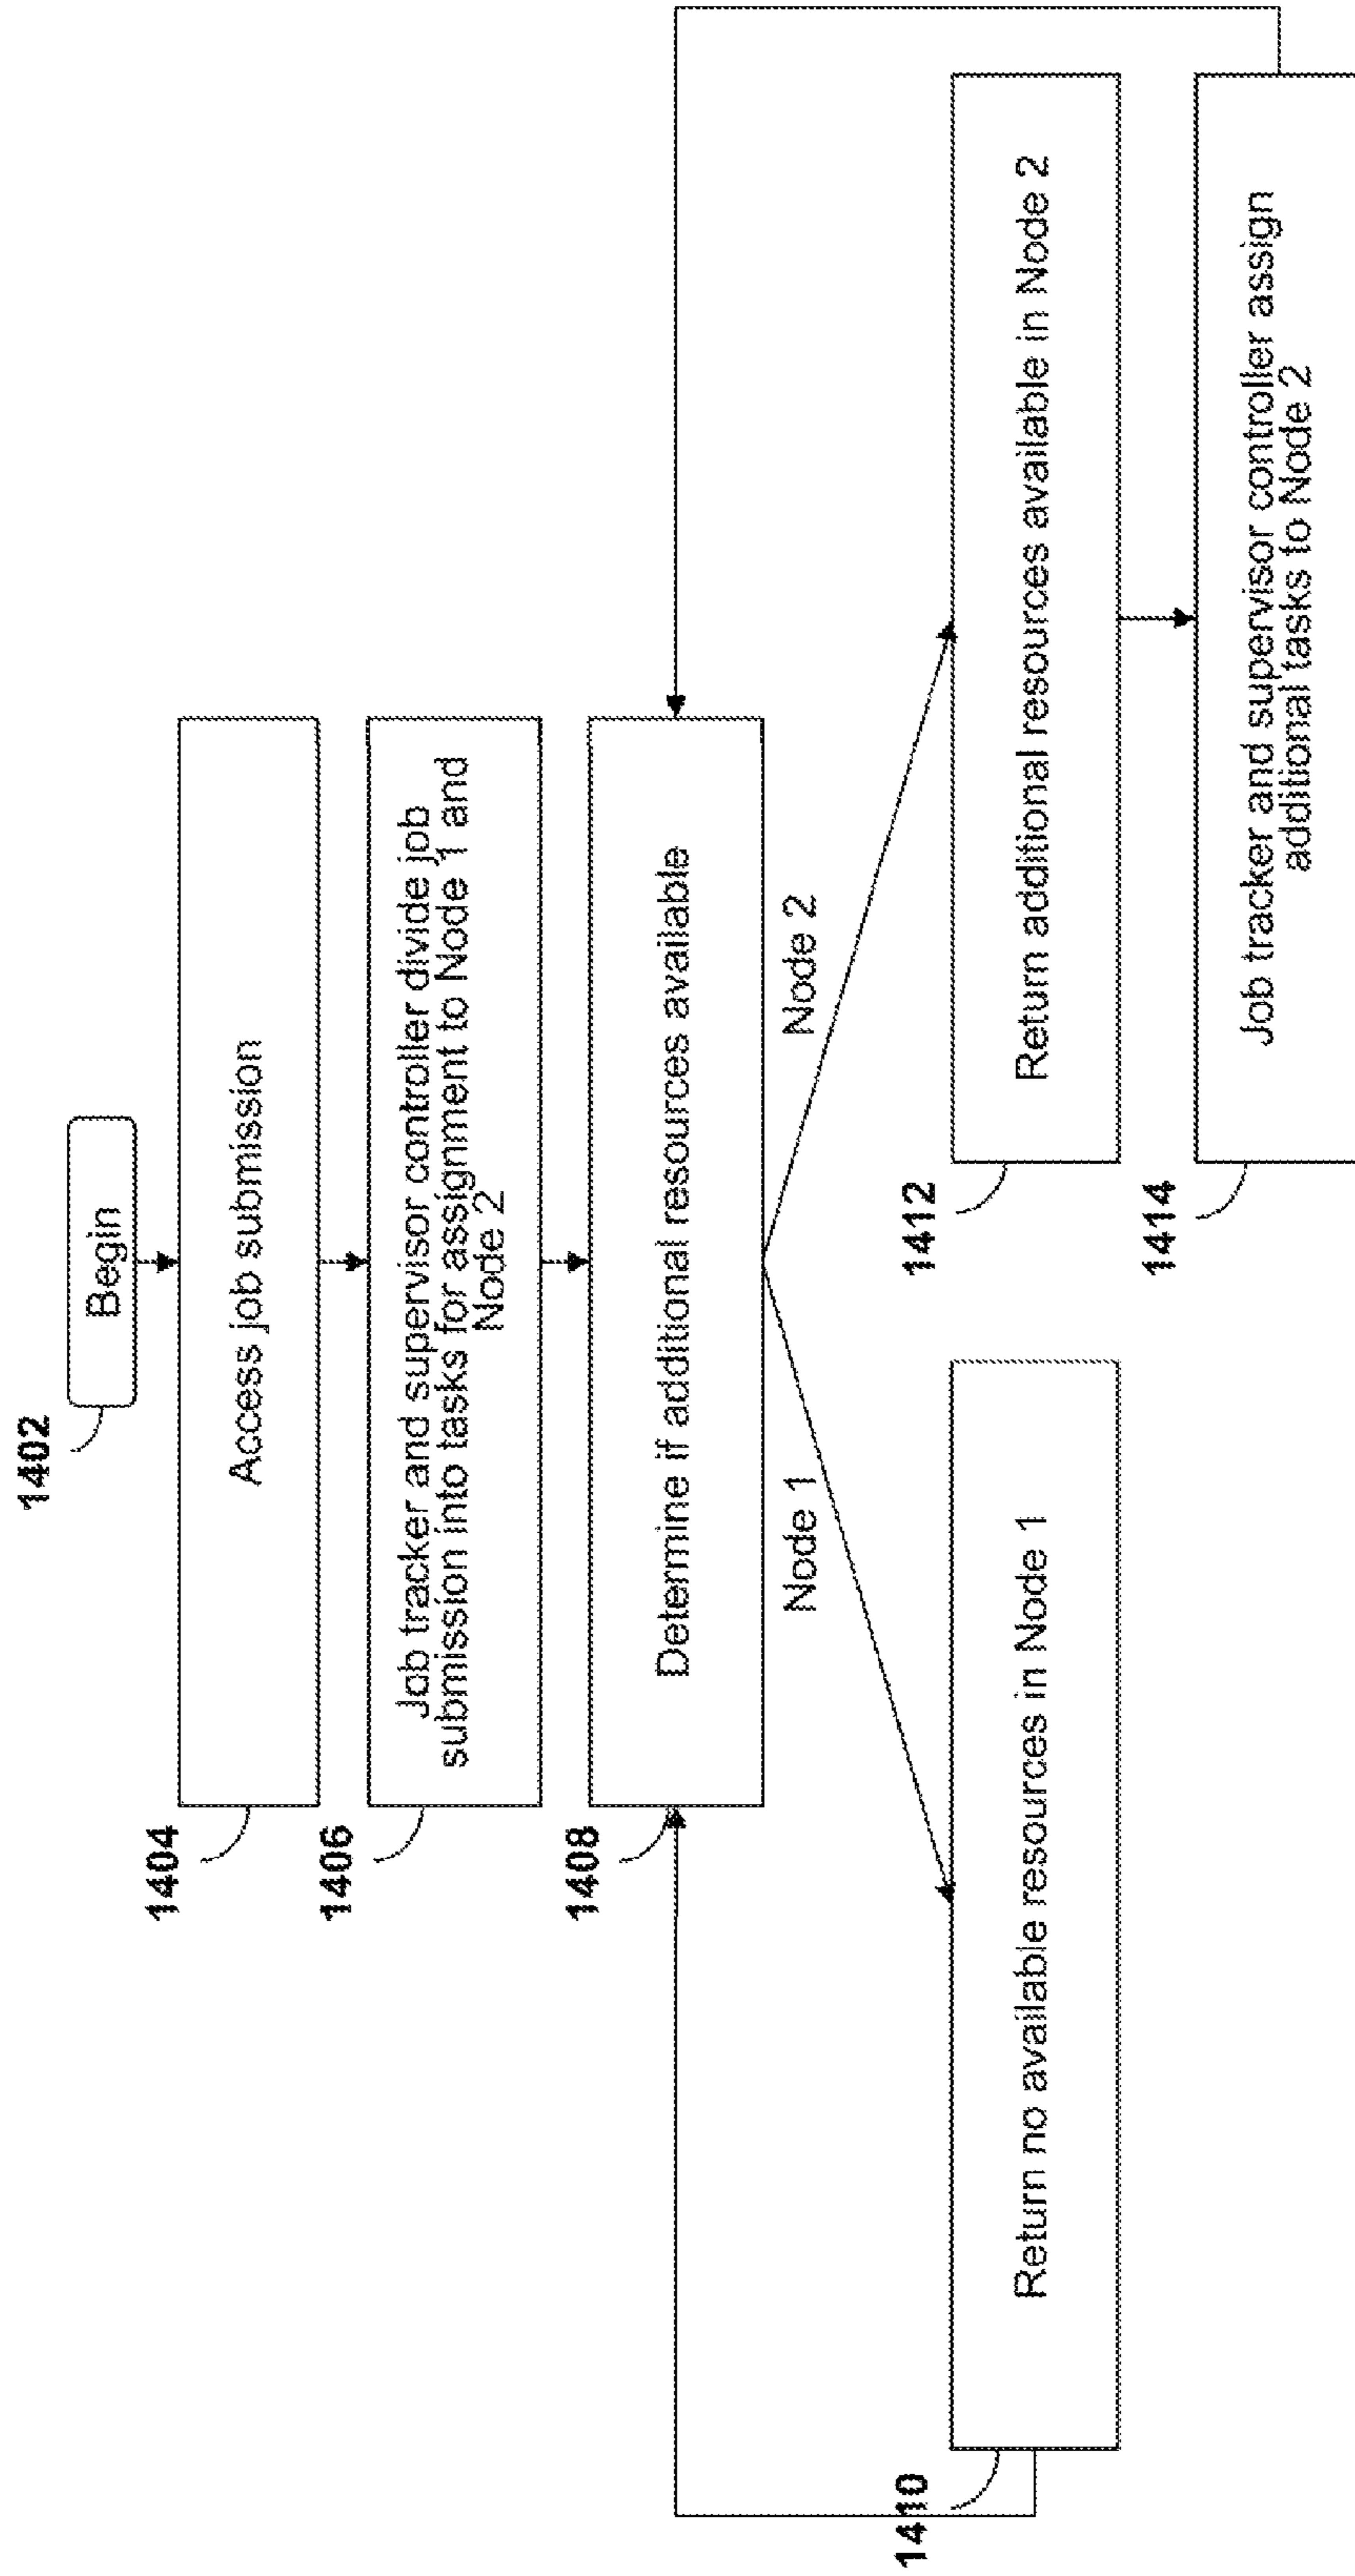 1402
Begin
1404
Access job submission
1406
Job tracker and supervisor controller divide job
submission into tasks for assignment to Node 1 and
Node 2
1408
Determine if additional resources available
Node 1
Node 2
1410
Return no available resources in Node 1
1412
Return additional resources available in Node 2
1414
Job tracker and supervisor controller assign
additional tasks to Node 2